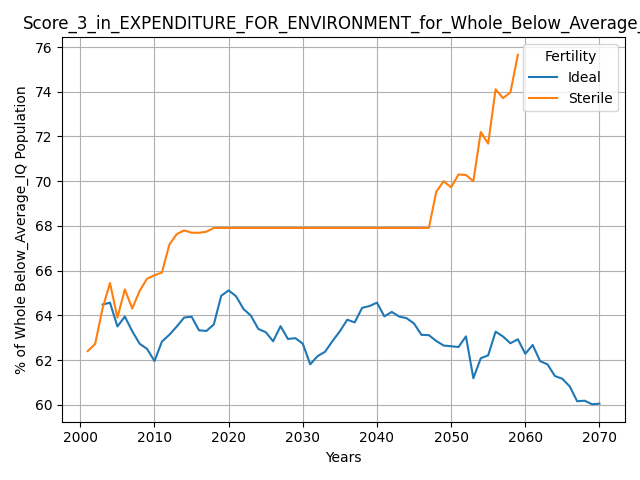 Score_3_in_EXPENDITURE_FOR_ENVIRONMENT_for_Whole_Below_Average_
76
74
72
70
68
66
64
62
60
% of Whole Below_Average_IQ Population
Fertility
Ideal
Sterile
2000 2010 2020 2030 2040 2050 2060 2070
Years